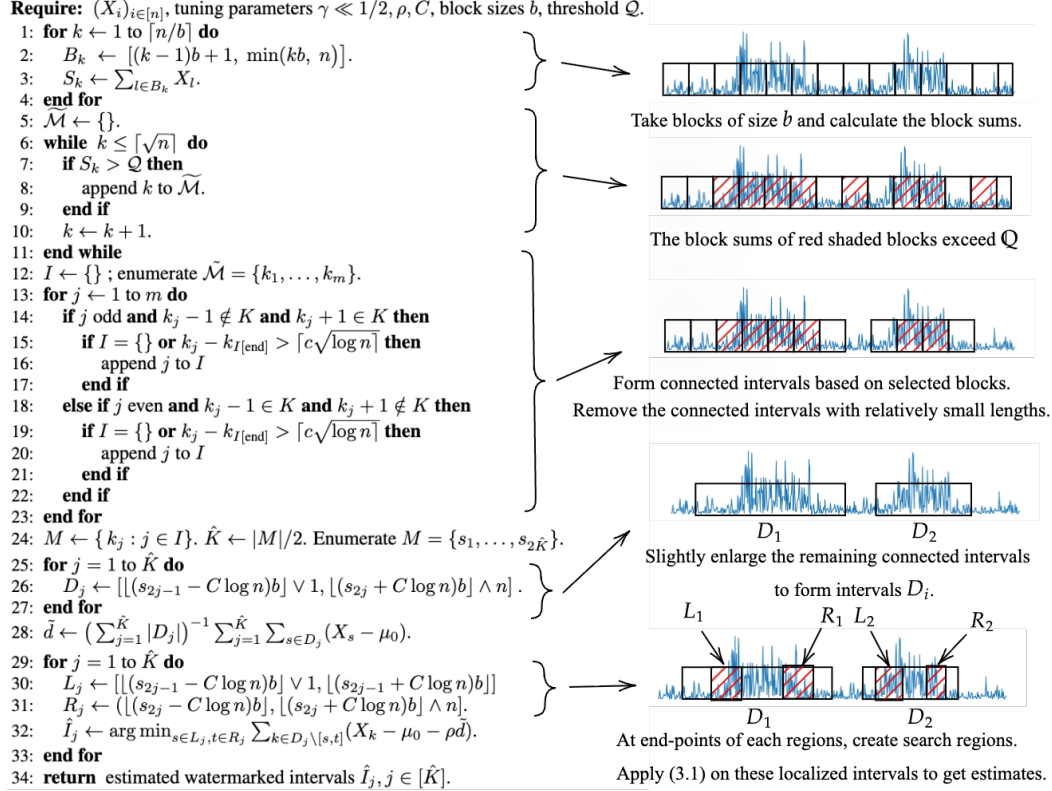 Require: (X_i)_{i∈[n]}, tuning parameters γ ≪ 1/2, ρ, C, block sizes b, threshold 𝒬.
1: for k ← 1 to ⌈n/b⌉ do
2: B_k ← [(k − 1)b + 1, min(kb, n)].
3: S_k ← ∑_{l∈B_k} X_l.
4: end for
5: M̃ ← {}.
6: while k ≤ ⌈√n⌉ do
7: if S_k > 𝒬 then
8: append k to M̃.
9: end if
10: k ← k + 1.
11: end while
12: I ← {} ; enumerate M̃ = {k_1, . . . , k_m}.
13: for j ← 1 to m do
14: if j odd and k_j − 1 ∉ K and k_j + 1 ∈ K then
15: if I = {} or k_j − k_{I[end]} > ⌈c√log n⌉ then
16: append j to I
17: end if
18: else if j even and k_j − 1 ∈ K and k_j + 1 ∉ K then
19: if I = {} or k_j − k_{I[end]} > ⌈c√log n⌉ then
20: append j to I
21: end if
22: end if
23: end for
24: M ← {k_j : j ∈ I}. K̂ ← |M|/2. Enumerate M = {s_1, . . . , s_{2K̂}}.
25: for j = 1 to K̂ do
26: D_j ← [⌊(s_{2j−1} − C log n)b⌋ ∨ 1, ⌊(s_{2j} + C log n)b⌋ ∧ n] .
27: end for
28: d̃ ← (∑_{j=1}^{K̂} |D_j|)^{−1} ∑_{j=1}^{K̂} ∑_{s∈D_j} (X_s − μ_0).
29: for j = 1 to K̂ do
30: L_j ← [⌊(s_{2j−1} − C log n)b⌋ ∨ 1, ⌊(s_{2j−1} + C log n)b⌋]
31: R_j ← (⌊(s_{2j} − C log n)b⌋, ⌊(s_{2j} + C log n)b⌋ ∧ n].
32: Î_j ← arg min_{s∈L_j,t∈R_j} ∑_{k∈D_j\[s,t]} (X_k − μ_0 − ρd̃).
33: end for
34: return estimated watermarked intervals Î_j, j ∈ [K̂].
Take blocks of size b and calculate the block sums.
The block sums of red shaded blocks exceed ℚ
Form connected intervals based on selected blocks.
Remove the connected intervals with relatively small lengths.
D_1 D_2
Slightly enlarge the remaining connected intervals
to form intervals D_i.
L_1 R_1 L_2 R_2
D_1 D_2
At end-points of each regions, create search regions.
Apply (3.1) on these localized intervals to get estimates.